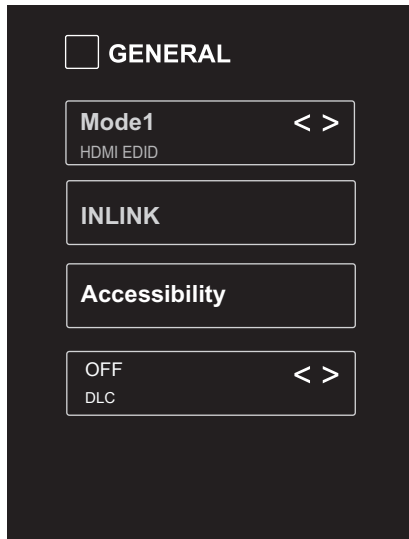 GENERAL
Mode1 < >
HDMI EDID
INLINK
Accessibility
OFF < >
DLC